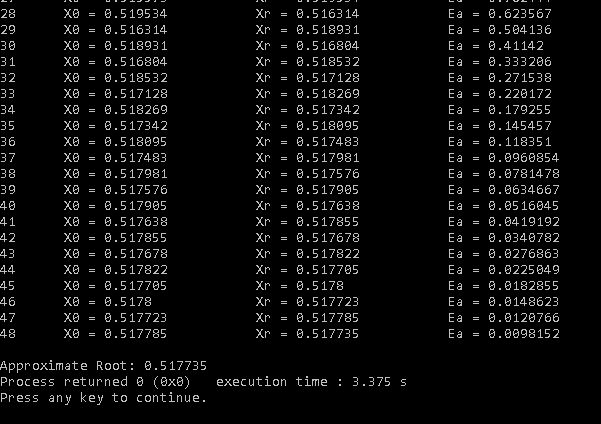 28 X0 = 0.519534 Xr = 0.516314 Ea = 0.623567
29 X0 = 0.516314 Xr = 0.518931 Ea = 0.504136
30 X0 = 0.518931 Xr = 0.516804 Ea = 0.41142
31 X0 = 0.516804 Xr = 0.518532 Ea = 0.333206
32 X0 = 0.518532 Xr = 0.517128 Ea = 0.271538
33 X0 = 0.517128 Xr = 0.518269 Ea = 0.220172
34 X0 = 0.518269 Xr = 0.517342 Ea = 0.179255
35 X0 = 0.517342 Xr = 0.518095 Ea = 0.145457
36 X0 = 0.518095 Xr = 0.517483 Ea = 0.118351
37 X0 = 0.517483 Xr = 0.517981 Ea = 0.0960854
38 X0 = 0.517981 Xr = 0.517576 Ea = 0.0781478
39 X0 = 0.517576 Xr = 0.517905 Ea = 0.0634667
40 X0 = 0.517905 Xr = 0.517638 Ea = 0.0516045
41 X0 = 0.517638 Xr = 0.517855 Ea = 0.0419192
42 X0 = 0.517855 Xr = 0.517678 Ea = 0.0340782
43 X0 = 0.517678 Xr = 0.517822 Ea = 0.0276863
44 X0 = 0.517822 Xr = 0.517705 Ea = 0.0225049
45 X0 = 0.517705 Xr = 0.5178 Ea = 0.0182855
46 X0 = 0.5178 Xr = 0.517723 Ea = 0.0148623
47 X0 = 0.517723 Xr = 0.517785 Ea = 0.0120766
48 X0 = 0.517785 Xr = 0.517735 Ea = 0.0098152
Approximate Root: 0.517735
Process returned 0 (0x0) execution time : 3.375 s
Press any key to continue.